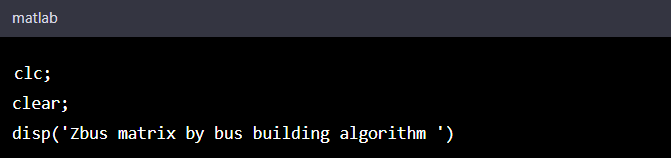 matlab
clc;
clear;
disp('Zbus matrix by bus building algorithm ')